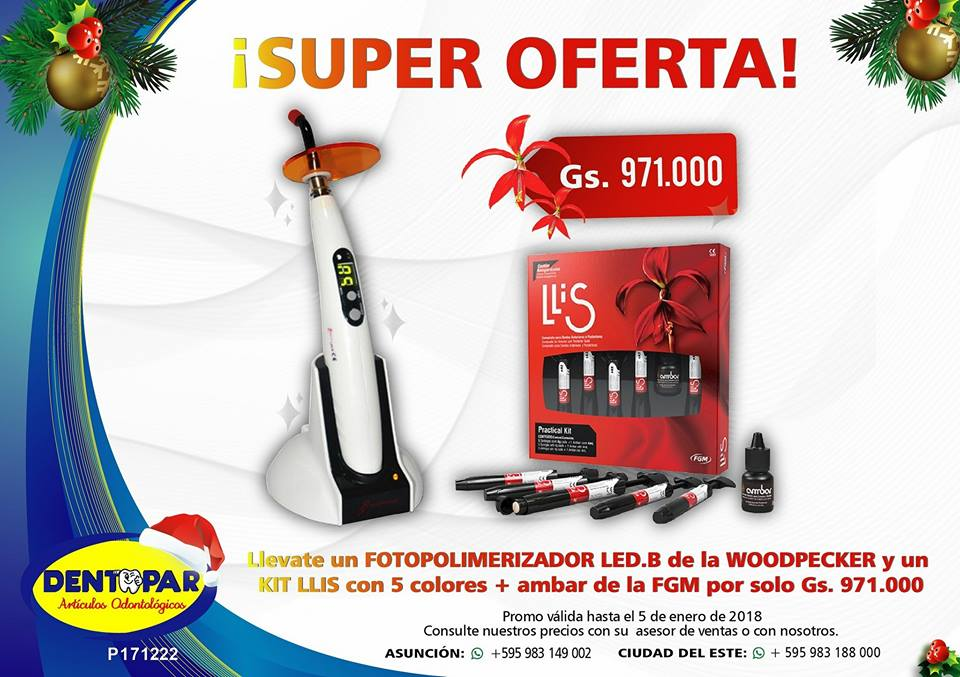 ¡SUPER OFERTA!
Gs. 971.000
LLiS
Practical Kit
FGM
LLiS
ambar
Llevate un FOTOPOLIMERIZADOR LED.B de la WOODPECKER y un
KIT LLIS con 5 colores + ambar de la FGM por solo Gs. 971.000
DENTOPAR
Artículos Odontológicos
Promo válida hasta el 5 de enero de 2018
Consulte nuestros precios con su asesor de ventas o con nosotros.
P171222
ASUNCIÓN: +595 983 149 002 CIUDAD DEL ESTE: + 595 983 188 000